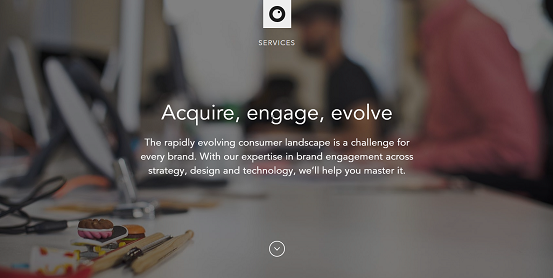 SERVICES
Acquire, engage, evolve
The rapidly evolving consumer landscape is a challenge for
every brand. With our expertise in brand engagement across
strategy, design and technology, we'll help you master it.